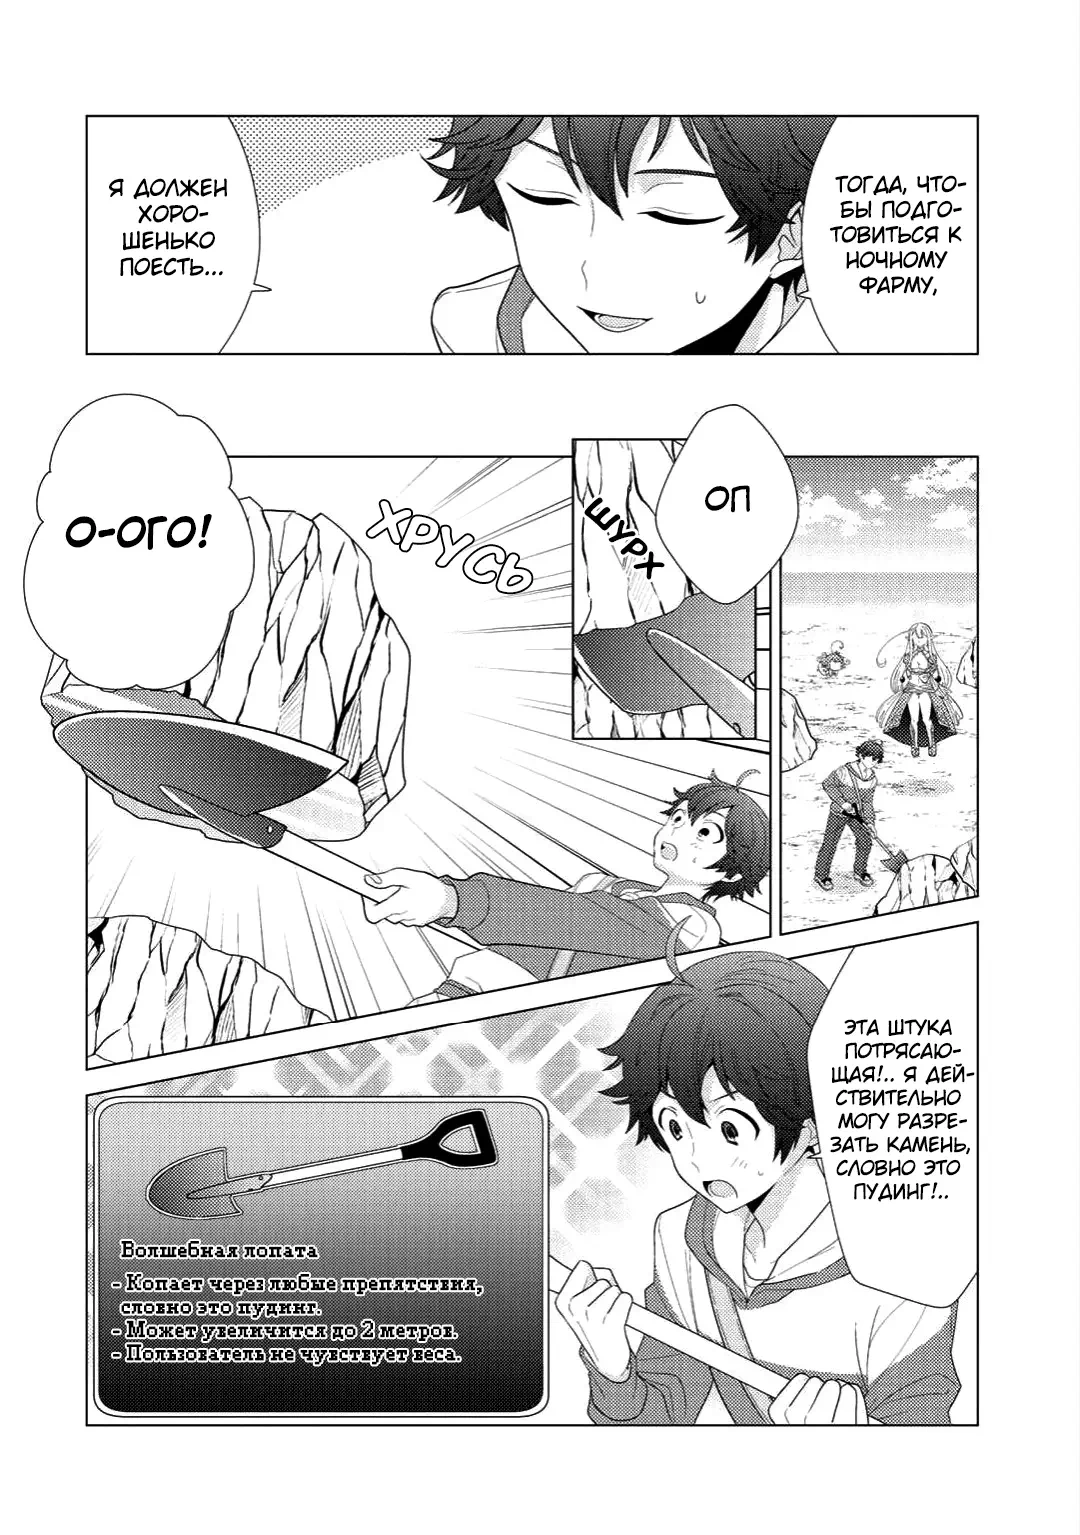 ТОГДА, ЧТО-
БЫ ПОДГО-
ТОВИТЬСЯ К
НОЧНОМУ
ФАРМУ,
Я ДОЛЖЕН
ХОРО-
ШЕНЬКО
ПОЕСТЬ...
ОП
ШУРХ
ХРУСЬ
О-ОГО!
ЭТА ШТУКА
ПОТРЯСАЮ-
ЩАЯ!.. Я ДЕЙ-
СТВИТЕЛЬНО
МОГУ РАЗРЕ-
ЗАТЬ КАМЕНЬ,
СЛОВНО ЭТО
ПУДИНГ!..
Волшебная лопата
- Копает через любые препятствия,
словно это пудинг.
- Может увеличится до 2 метров.
- Пользователь не чувствует веса.